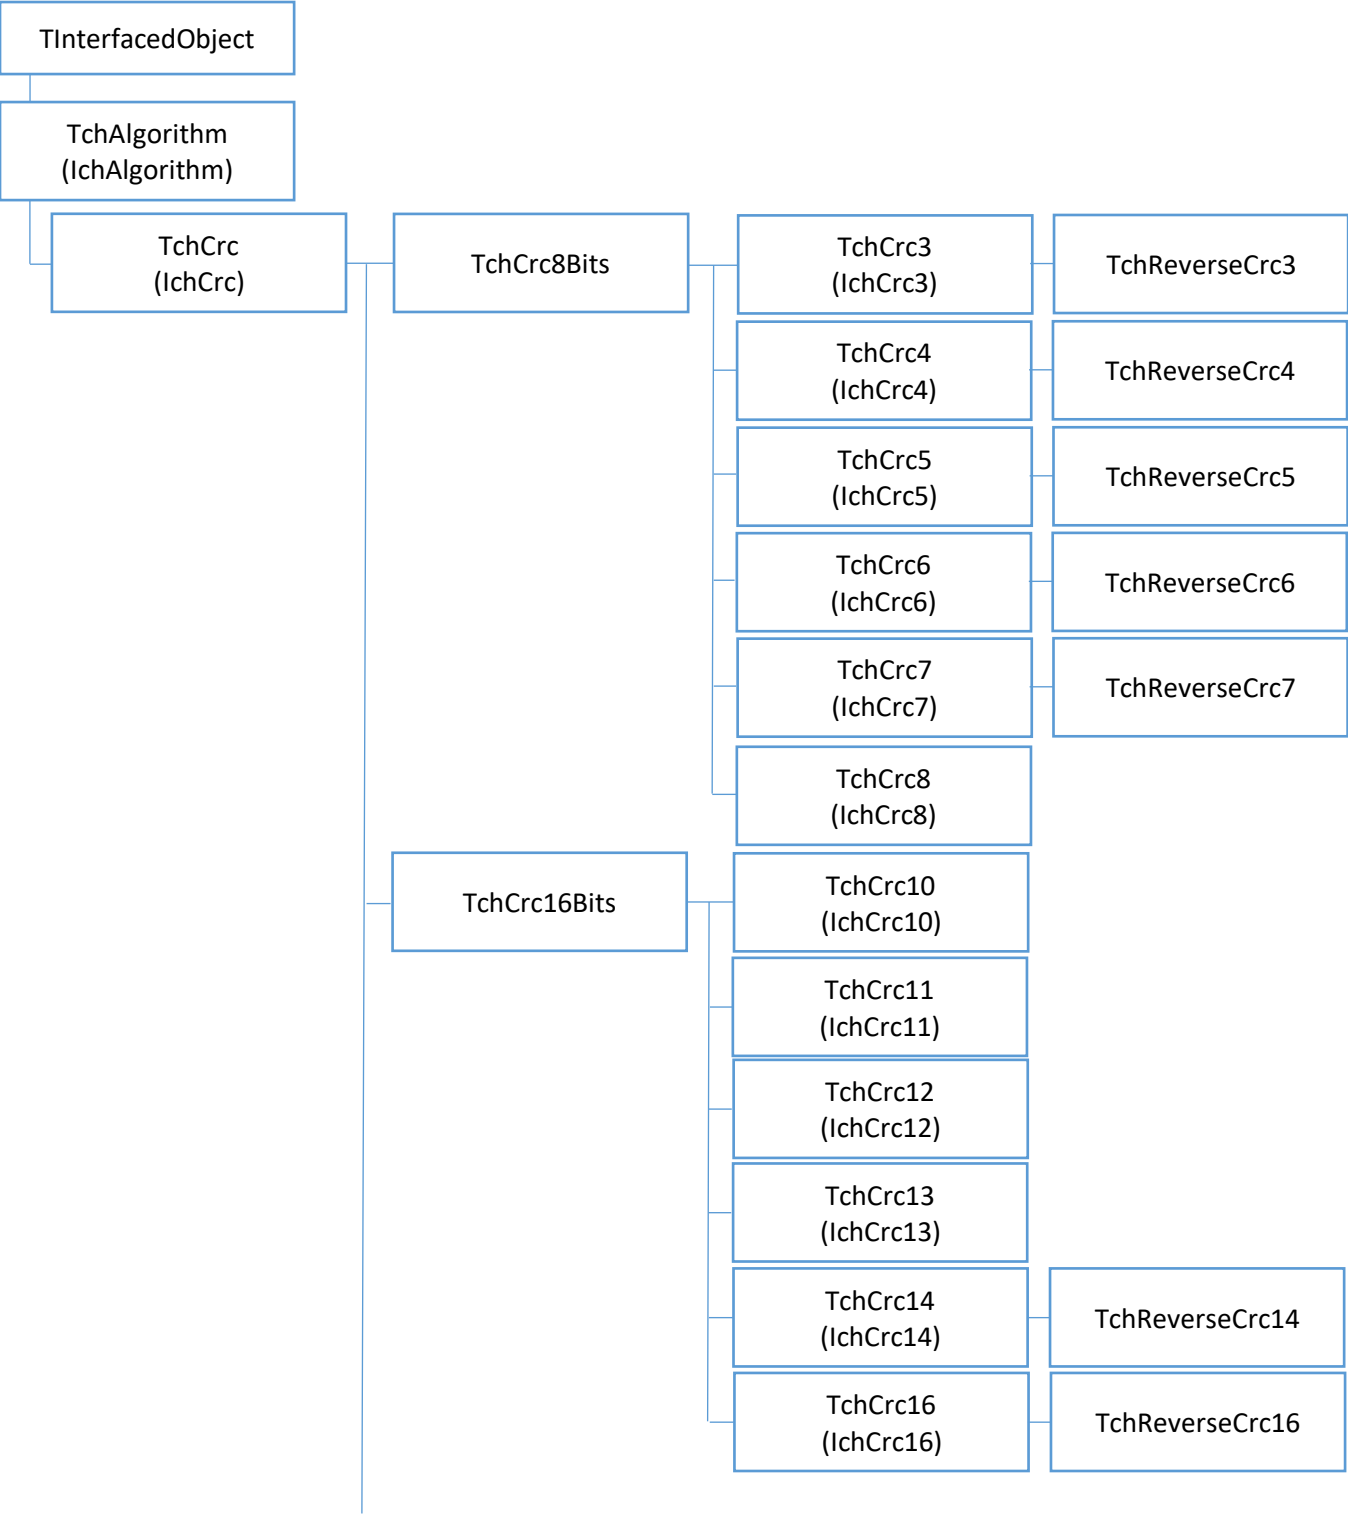 TInterfacedObject
TchAlgorithm
(IchAlgorithm)
TchCrc
(IchCrc)
TchCrc8Bits
TchCrc3
(IchCrc3)
TchReverseCrc3
TchCrc4
(IchCrc4)
TchReverseCrc4
TchCrc5
(IchCrc5)
TchReverseCrc5
TchCrc6
(IchCrc6)
TchReverseCrc6
TchCrc7
(IchCrc7)
TchReverseCrc7
TchCrc8
(IchCrc8)
TchCrc16Bits
TchCrc10
(IchCrc10)
TchCrc11
(IchCrc11)
TchCrc12
(IchCrc12)
TchCrc13
(IchCrc13)
TchCrc14
(IchCrc14)
TchReverseCrc14
TchCrc16
(IchCrc16)
TchReverseCrc16